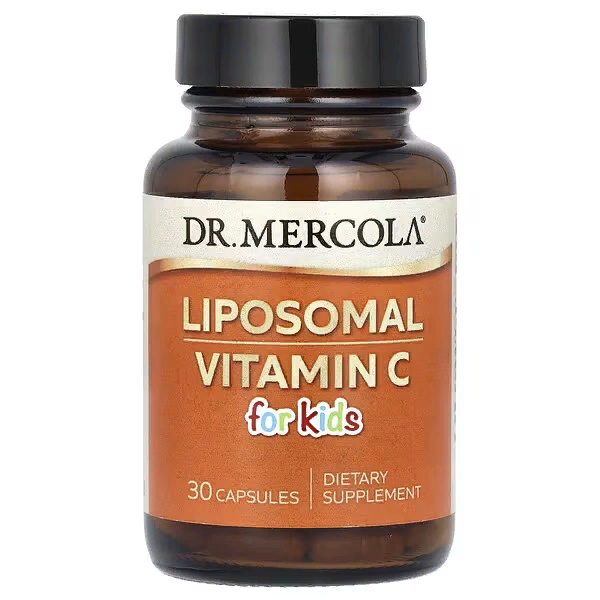 DR. MERCOLA®
LIPOSOMAL
VITAMIN C
for kids
30 CAPSULES
DIETARY
SUPPLEMENT